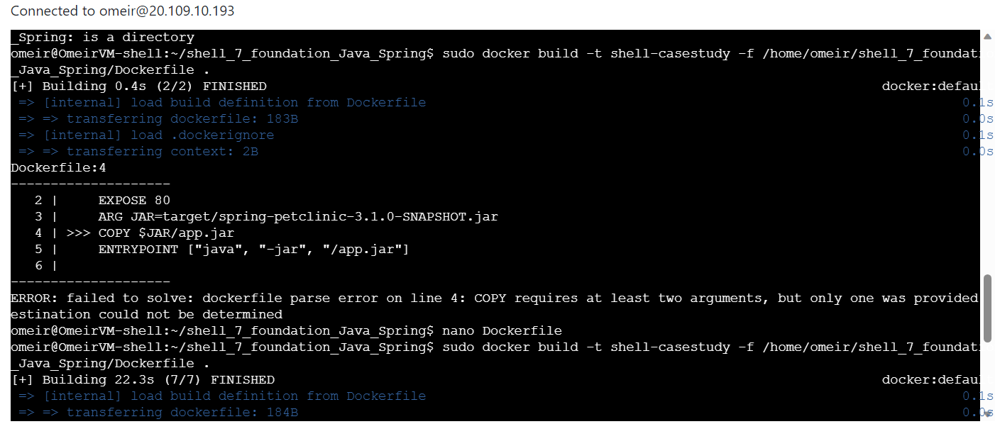 Connected to omeir@20.109.10.193
_Spring: is a directory
omeir@OmeirVM-shell:~/shell_7_foundation_Java_Spring$ sudo docker build -t shell-casestudy -f /home/omeir/shell_7_foundati
_Java_Spring/Dockerfile .
[+] Building 0.4s (2/2) FINISHED docker:defaul
=> [internal] load build definition from Dockerfile 0.1s
=> => transferring dockerfile: 183B 0.0s
=> [internal] load .dockerignore 0.1s
=> => transferring context: 2B 0.0s
Dockerfile:4
--------------------
2 | EXPOSE 80
3 | ARG JAR=target/spring-petclinic-3.1.0-SNAPSHOT.jar
4 | >>> COPY $JAR/app.jar
5 | ENTRYPOINT ["java", "-jar", "/app.jar"]
6 |
--------------------
ERROR: failed to solve: dockerfile parse error on line 4: COPY requires at least two arguments, but only one was provided
estination could not be determined
omeir@OmeirVM-shell:~/shell_7_foundation_Java_Spring$ nano Dockerfile
omeir@OmeirVM-shell:~/shell_7_foundation_Java_Spring$ sudo docker build -t shell-casestudy -f /home/omeir/shell_7_foundati
_Java_Spring/Dockerfile .
[+] Building 22.3s (7/7) FINISHED docker:defaul
=> [internal] load build definition from Dockerfile 0.1s
=> => transferring dockerfile: 184B 0.0s